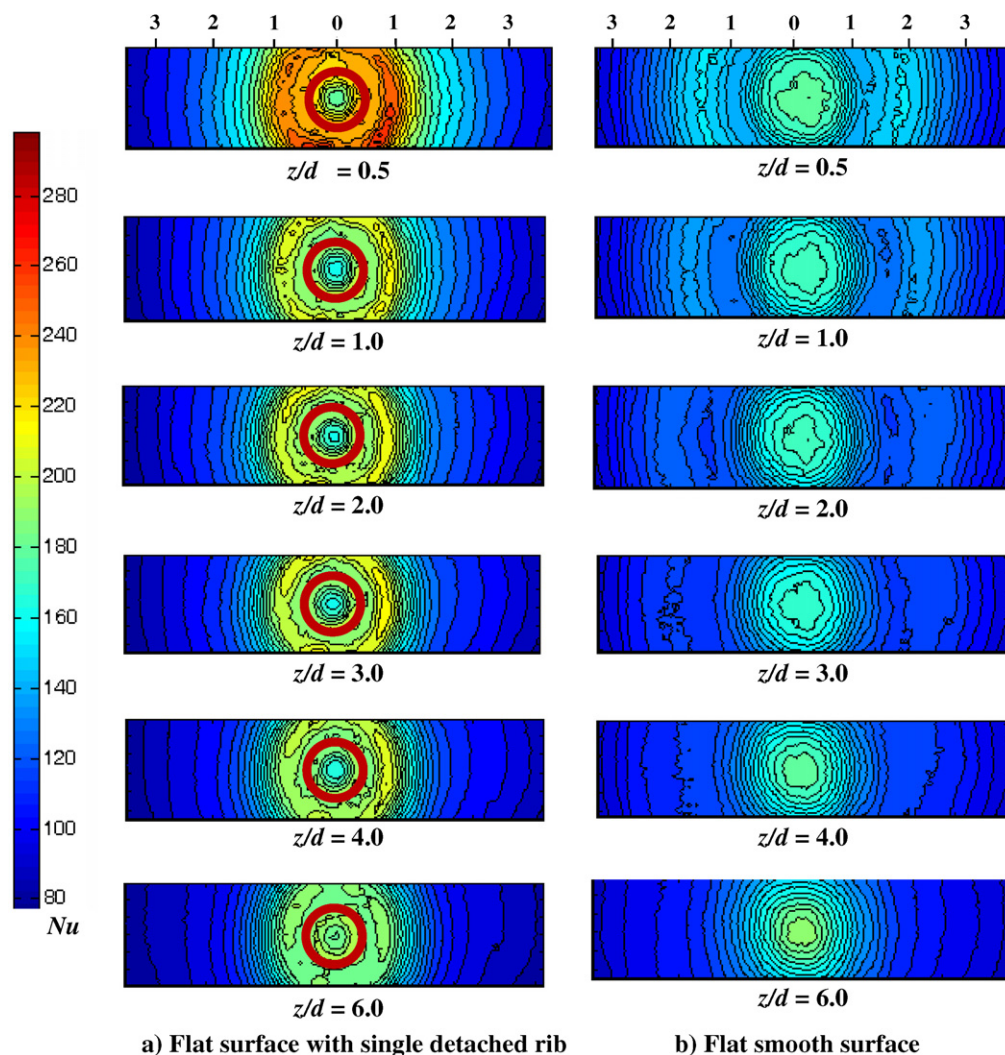 3 2 1 0 1 2 3
3 2 1 0 1 2 3
280
260
240
220
200
180
160
140
120
100
80
Nu
z/d = 0.5
z/d = 1.0
z/d = 2.0
z/d = 3.0
z/d = 4.0
z/d = 6.0
a) Flat surface with single detached rib
z/d = 0.5
z/d = 1.0
z/d = 2.0
z/d = 3.0
z/d = 4.0
z/d = 6.0
b) Flat smooth surface